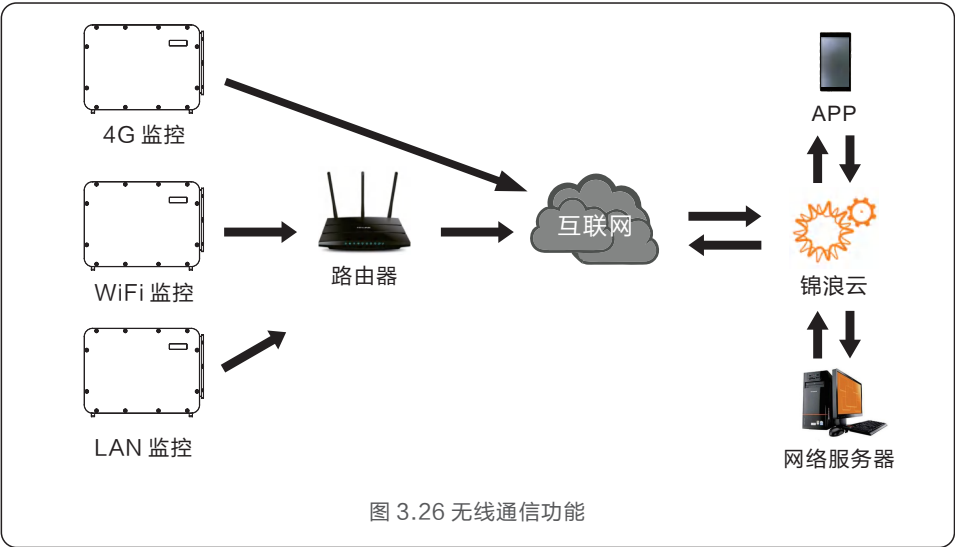 4G 监控
WiFi 监控
LAN 监控
路由器
互联网
APP
锦浪云
网络服务器
图 3.26 无线通信功能